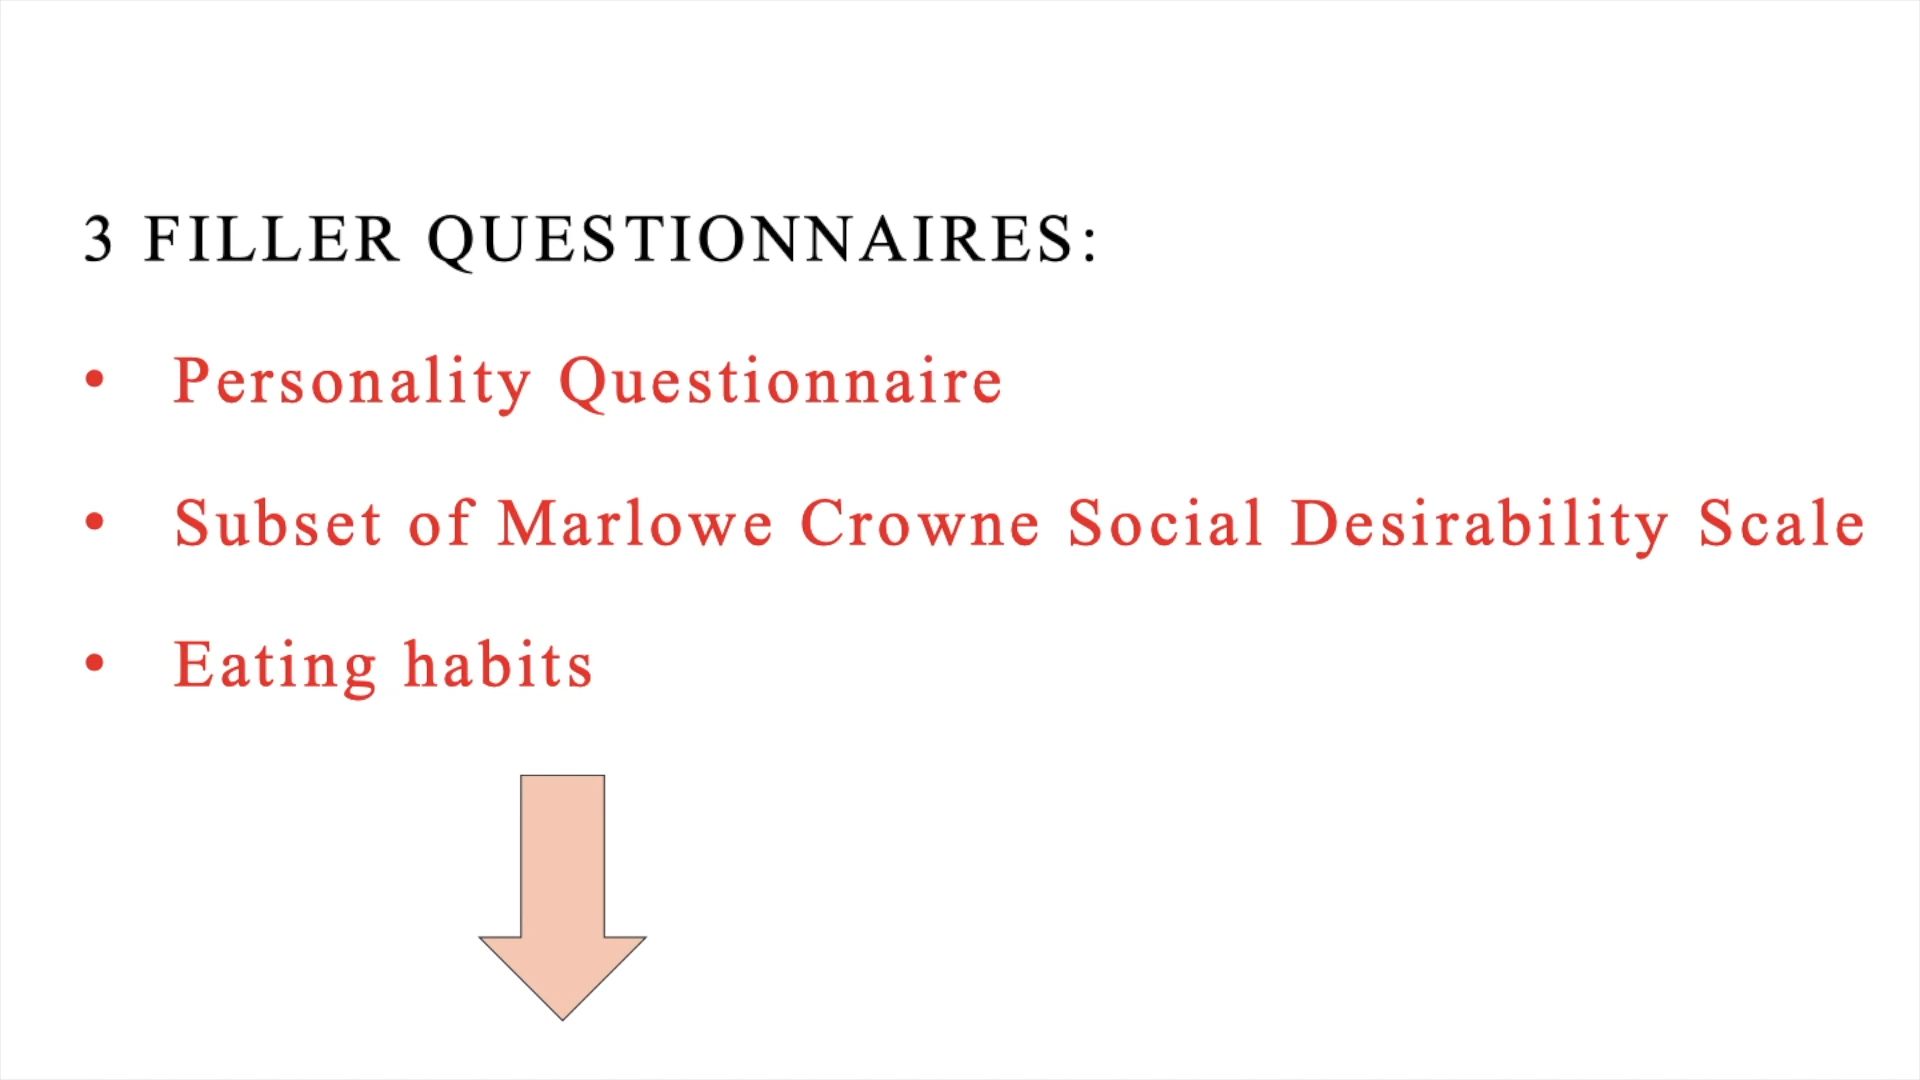 3 FILLER QUESTIONNAIRES:
• Personality Questionnaire
• Subset of Marlowe Crowne Social Desirability Scale
• Eating habits